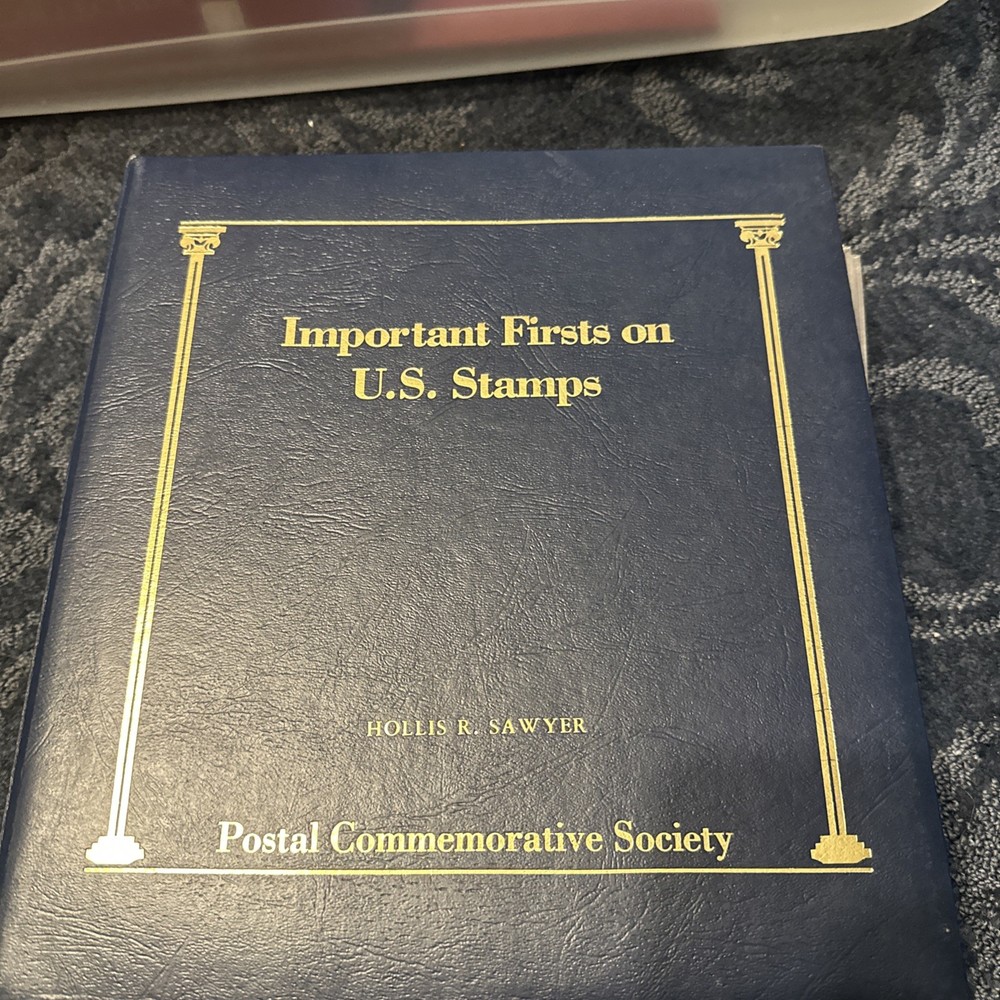 Important Firsts on
U.S. Stamps
HOLLIS R. SAWYER
Postal Commemorative Society